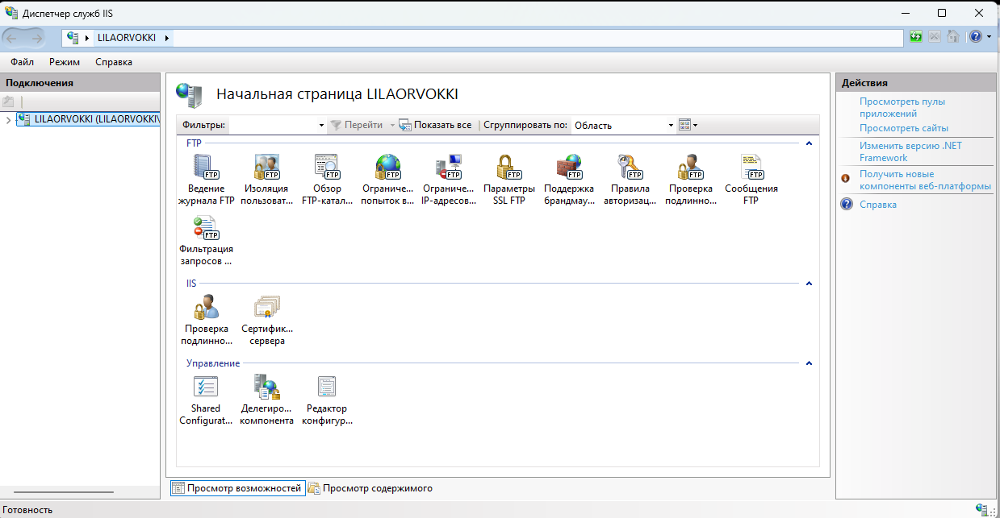 Диспетчер служб IIS
LILAORVOKKI
Файл Режим Справка
Подключения
LILAORVOKKI (LILAORVOKKI\
Начальная страница LILAORVOKKI
Фильтры: Перейти Показать все Сгруппировать по: Область
FTP
Ведение журнала FTP
Изоляция пользоват...
Обзор FTP-катал...
Ограниче... попыток в...
Ограниче... IP-адресов...
Параметры SSL FTP
Поддержка брандмау...
Правила авторизац...
Проверка подлинно...
Сообщения FTP
Фильтрация запросов ...
IIS
Проверка подлинно...
Сертифик... сервера
Управление
Shared Configurat...
Делегиро... компонента
Редактор конфигур...
Просмотр возможностей Просмотр содержимого
Действия
Просмотреть пулы
приложений
Просмотреть сайты
Изменить версию .NET
Framework
Получить новые
компоненты веб-платформы
Справка
Готовность